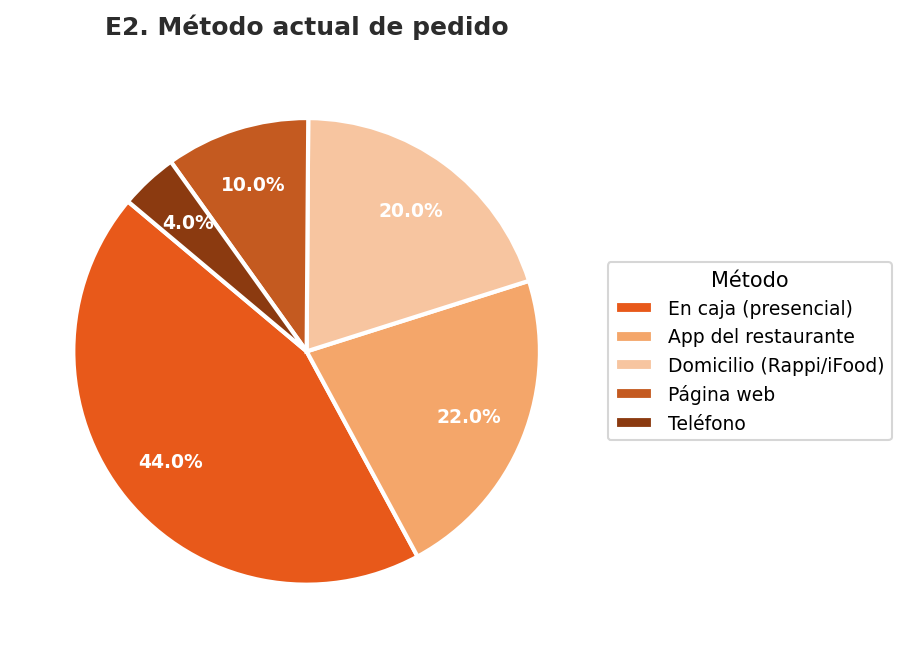 E2. Método actual de pedido
10.0%
20.0%
4.0%
22.0%
44.0%
Método
En caja (presencial)
App del restaurante
Domicilio (Rappi/iFood)
Página web
Teléfono